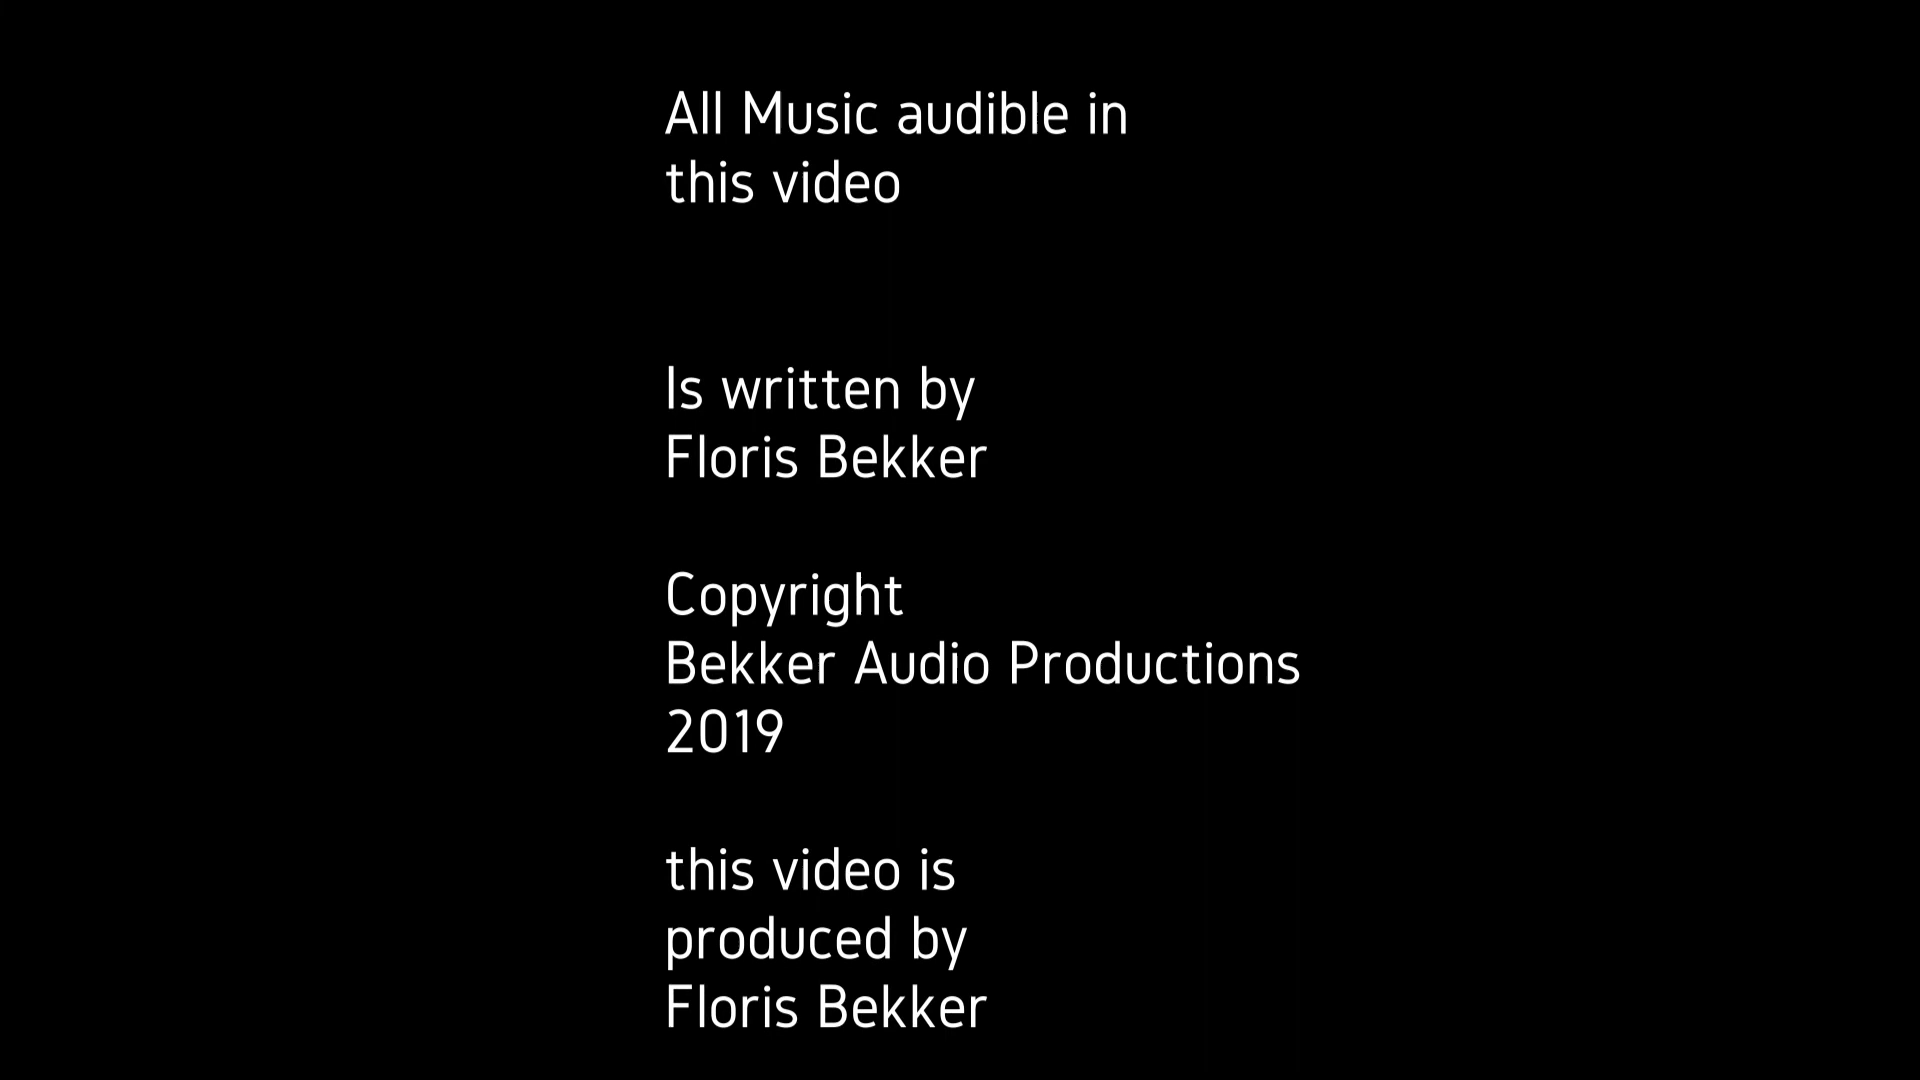 All Music audible in
this video
Is written by
Floris Bekker
Copyright
Bekker Audio Productions
2019
this video is
produced by
Floris Bekker